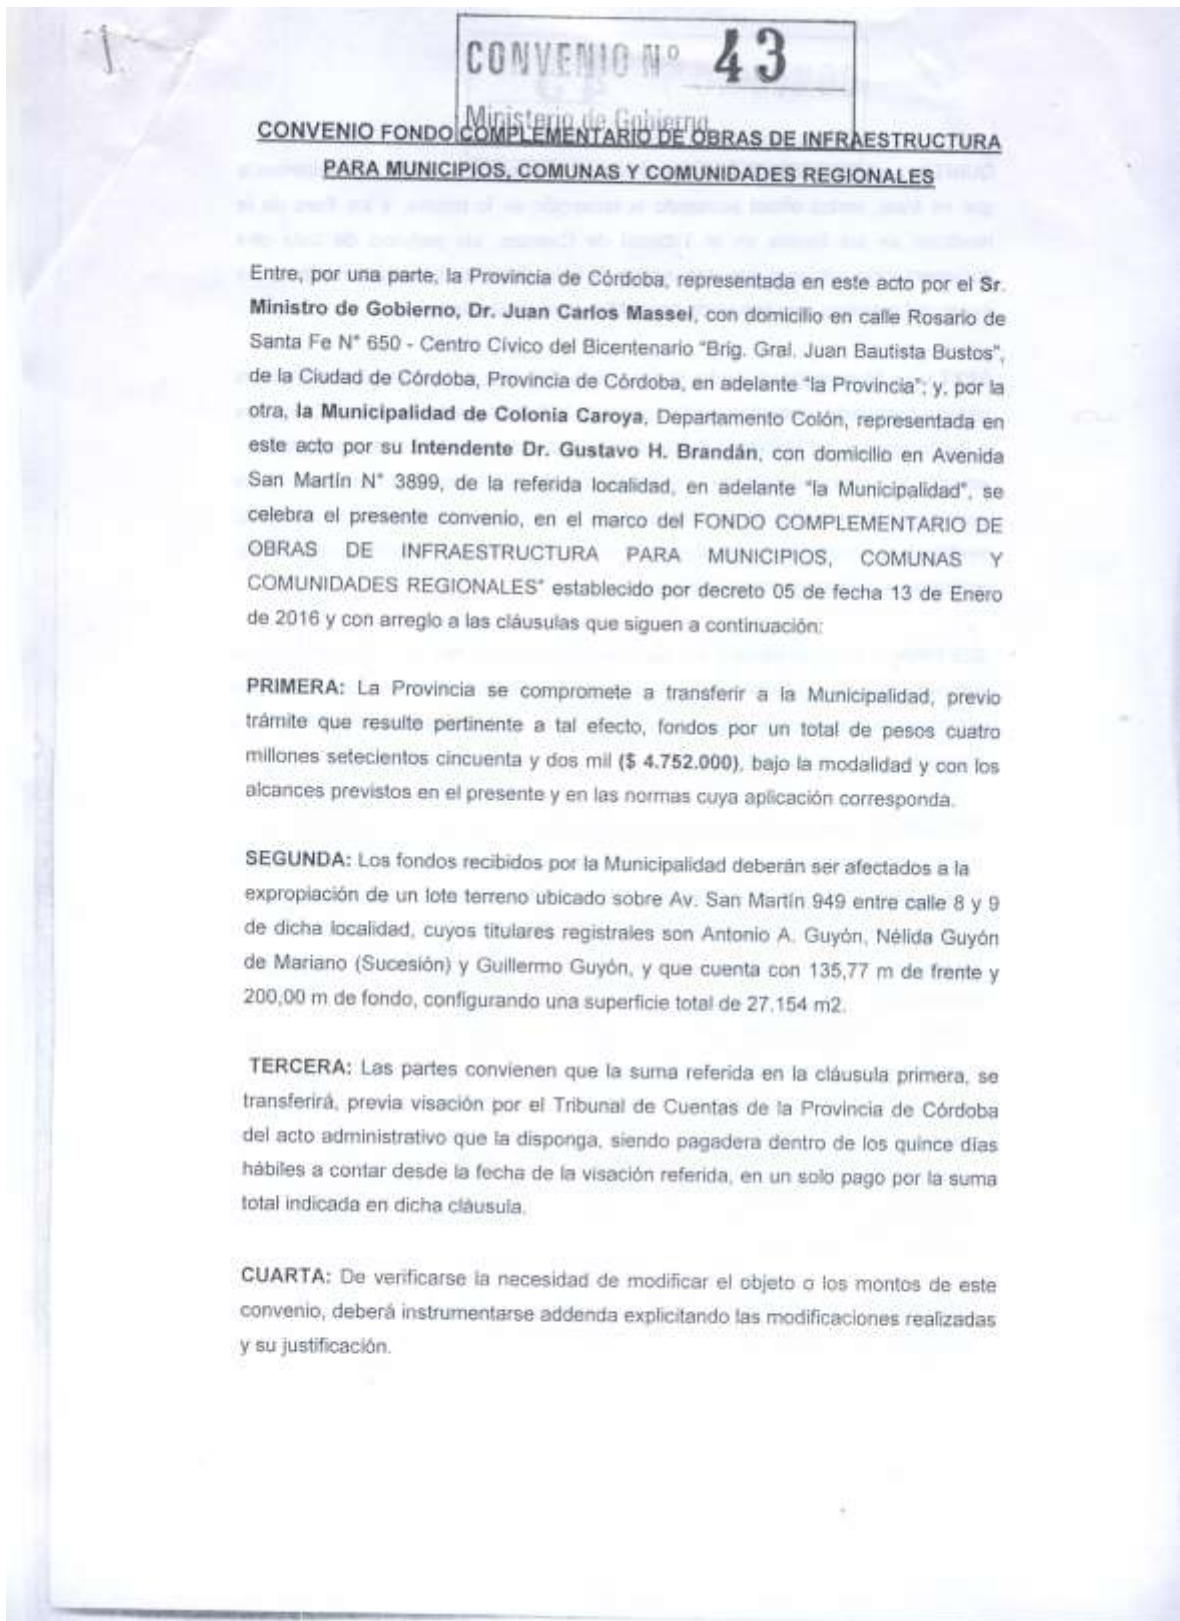 CONVENIO Nº 43
Ministerio de Gobierno
CONVENIO FONDO COMPLEMENTARIO DE OBRAS DE INFRAESTRUCTURA
PARA MUNICIPIOS, COMUNAS Y COMUNIDADES REGIONALES
Entre, por una parte, la Provincia de Córdoba, representada en este acto por el Sr.
Ministro de Gobierno, Dr. Juan Carlos Massei, con domicilio en calle Rosario de
Santa Fe N° 650 - Centro Cívico del Bicentenario "Brig. Gral. Juan Bautista Bustos",
de la Ciudad de Córdoba, Provincia de Córdoba, en adelante "la Provincia"; y, por la
otra, la Municipalidad de Colonia Caroya, Departamento Colón, representada en
este acto por su Intendente Dr. Gustavo H. Brandán, con domicilio en Avenida
San Martín N° 3899, de la referida localidad, en adelante "la Municipalidad", se
celebra el presente convenio, en el marco del FONDO COMPLEMENTARIO DE
OBRAS DE INFRAESTRUCTURA PARA MUNICIPIOS, COMUNAS Y
COMUNIDADES REGIONALES" establecido por decreto 05 de fecha 13 de Enero
de 2016 y con arreglo a las cláusulas que siguen a continuación:
PRIMERA: La Provincia se compromete a transferir a la Municipalidad, previo
trámite que resulte pertinente a tal efecto, fondos por un total de pesos cuatro
millones setecientos cincuenta y dos mil ($ 4.752.000), bajo la modalidad y con los
alcances previstos en el presente y en las normas cuya aplicación corresponda.
SEGUNDA: Los fondos recibidos por la Municipalidad deberán ser afectados a la
expropiación de un lote terreno ubicado sobre Av. San Martín 949 entre calle 8 y 9
de dicha localidad, cuyos titulares registrales son Antonio A. Guyón, Nélida Guyón
de Mariano (Sucesión) y Guillermo Guyón, y que cuenta con 135,77 m de frente y
200,00 m de fondo, configurando una superficie total de 27.154 m2.
TERCERA: Las partes convienen que la suma referida en la cláusula primera, se
transferirá, previa visación por el Tribunal de Cuentas de la Provincia de Córdoba
del acto administrativo que la disponga, siendo pagadera dentro de los quince días
hábiles a contar desde la fecha de la visación referida, en un solo pago por la suma
total indicada en dicha cláusula.
CUARTA: De verificarse la necesidad de modificar el objeto o los montos de este
convenio, deberá instrumentarse addenda explicitando las modificaciones realizadas
y su justificación.